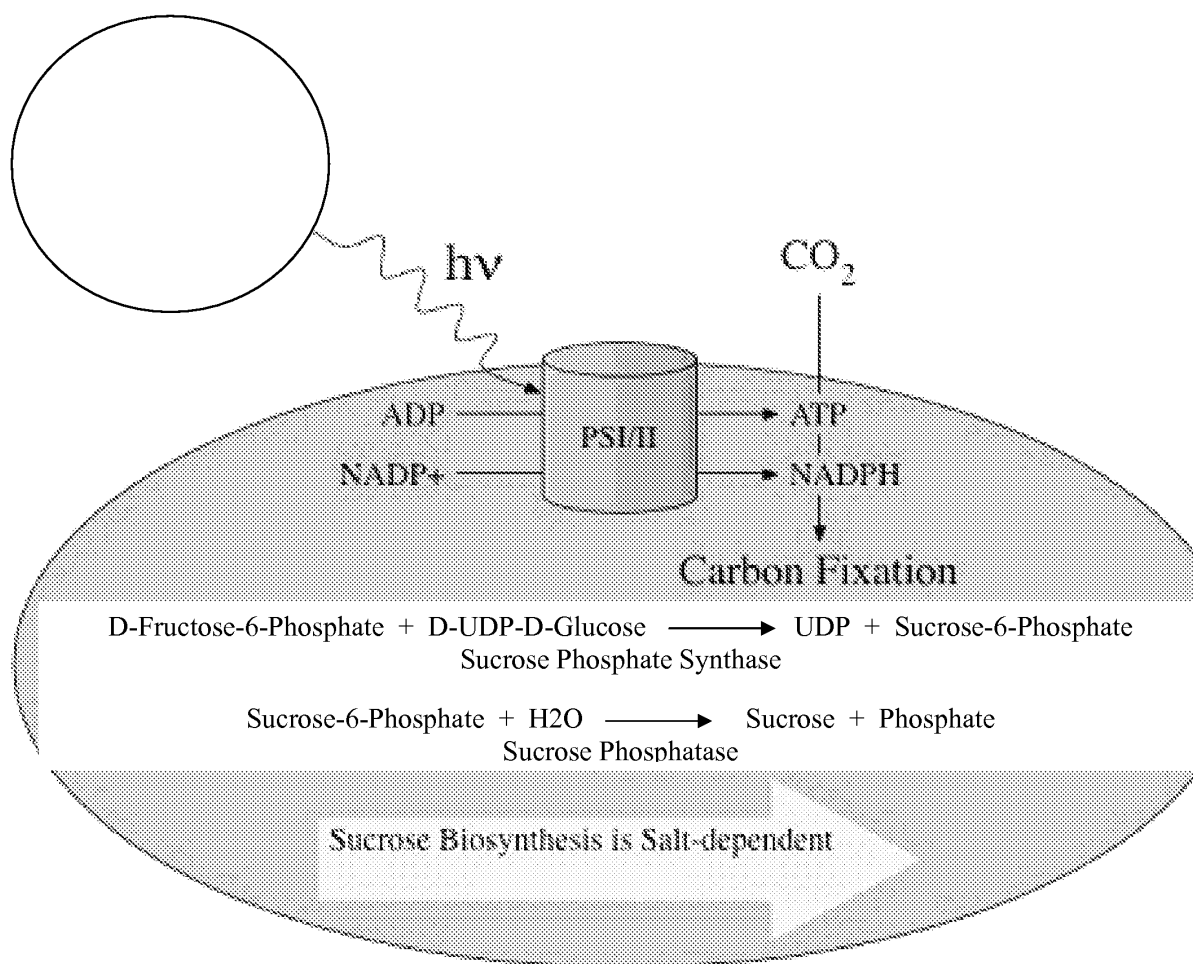 hν
CO₂
ADP
PSI/II
ATP
NADP+
NADPH
Carbon Fixation
D-Fructose-6-Phosphate + D-UDP-D-Glucose ⟶ UDP + Sucrose-6-Phosphate
Sucrose Phosphate Synthase
Sucrose-6-Phosphate + H2O ⟶ Sucrose + Phosphate
Sucrose Phosphatase
Sucrose Biosynthesis is Salt-dependent